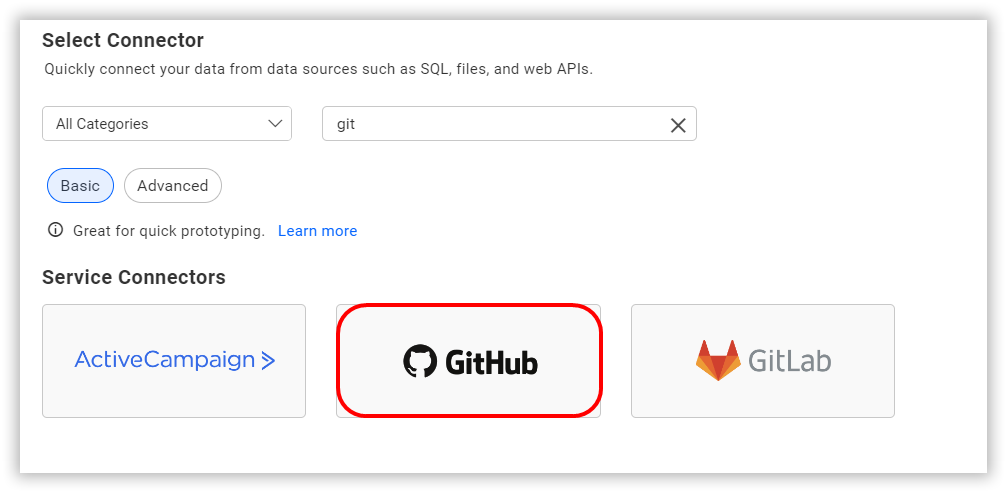 Select Connector
Quickly connect your data from data sources such as SQL, files, and web APIs.
All Categories
git
Basic
Advanced
Great for quick prototyping. Learn more
Service Connectors
ActiveCampaign
GitHub
GitLab